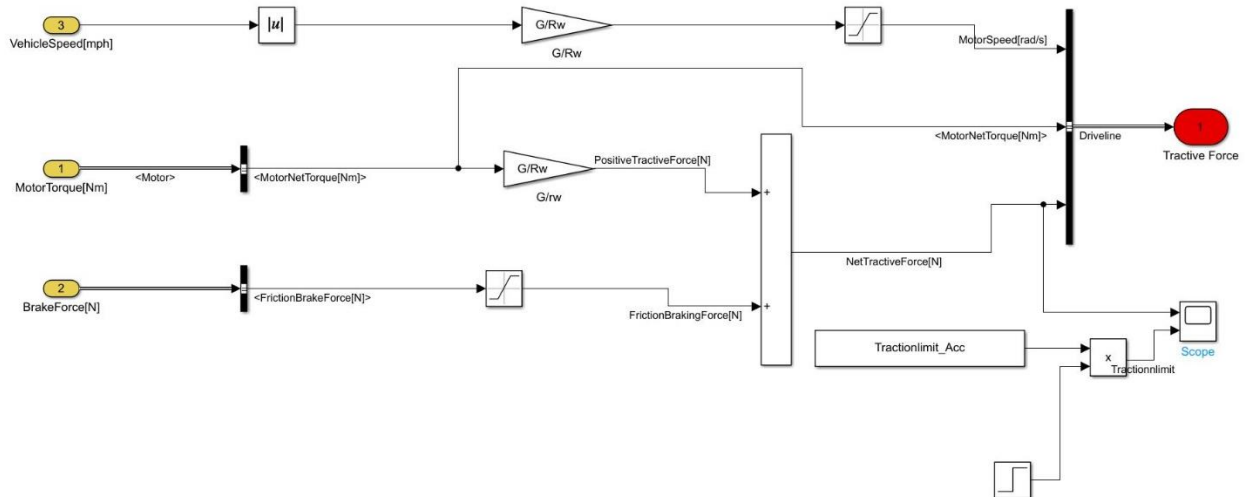 3
VehicleSpeed[mph]
|u|
G/Rw
G/Rw
MotorSpeed[rad/s]
1
MotorTorque[Nm]
<Motor>
<MotorNetTorque[Nm]>
G/Rw
G/rw
PositiveTractiveForce[N]
+
<MotorNetTorque[Nm]>
Driveline
1
Tractive Force
2
BrakeForce[N]
<FrictionBrakeForce[N]>
FrictionBrakingForce[N]
+
NetTractiveForce[N]
Tractionlimit_Acc
x
Tractionnlimit
Scope